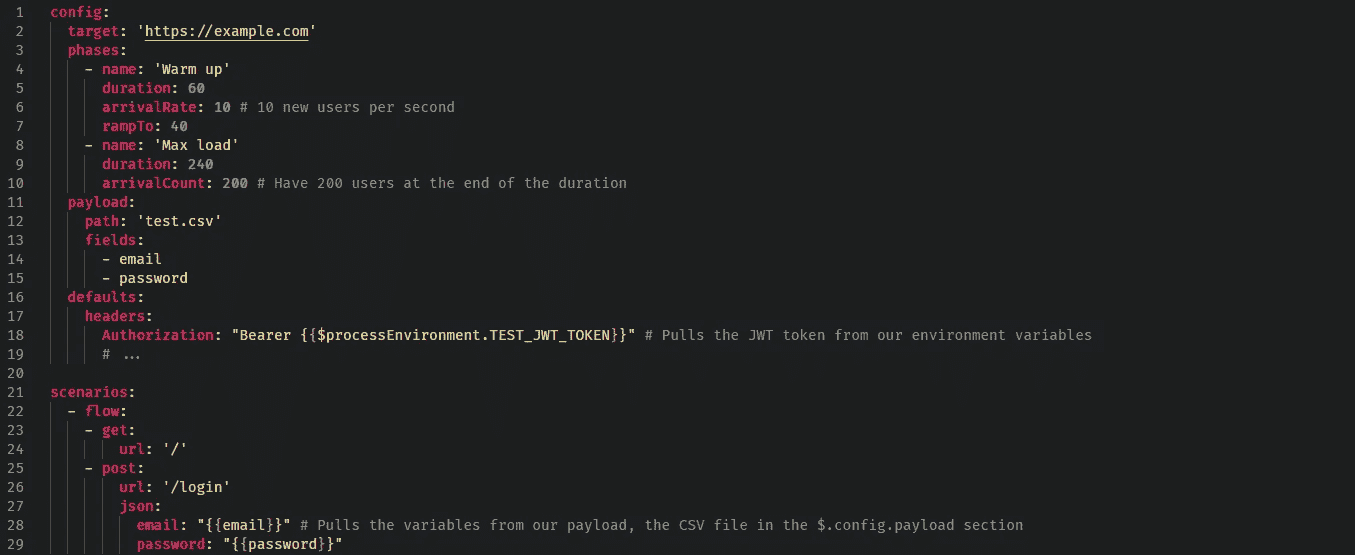 1 config:
2 target: 'https://example.com'
3 phases:
4 - name: 'Warm up'
5 duration: 60
6 arrivalRate: 10 # 10 new users per second
7 rampTo: 40
8 - name: 'Max load'
9 duration: 240
10 arrivalCount: 200 # Have 200 users at the end of the duration
11 payload:
12 path: 'test.csv'
13 fields:
14 - email
15 - password
16 defaults:
17 headers:
18 Authorization: "Bearer {{$processEnvironment.TEST_JWT_TOKEN}}" # Pulls the JWT token from our environment variables
19 # ...
20
21 scenarios:
22 - flow:
23 - get:
24 url: '/'
25 - post:
26 url: '/login'
27 json:
28 email: "{{email}}" # Pulls the variables from our payload, the CSV file in the $.config.payload section
29 password: "{{password}}"